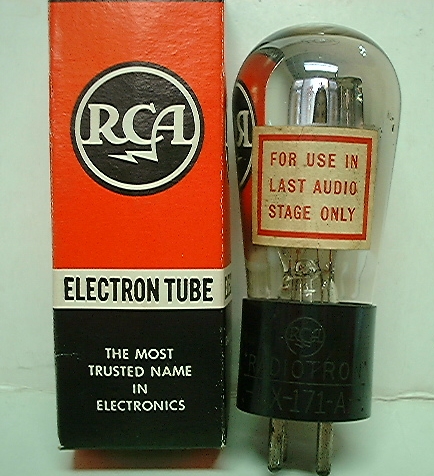 RCA
ELECTRON TUBE
THE MOST
TRUSTED NAME
IN
ELECTRONICS
FOR USE IN
LAST AUDIO
STAGE ONLY
RCA
RADIOTRON
X-171-A